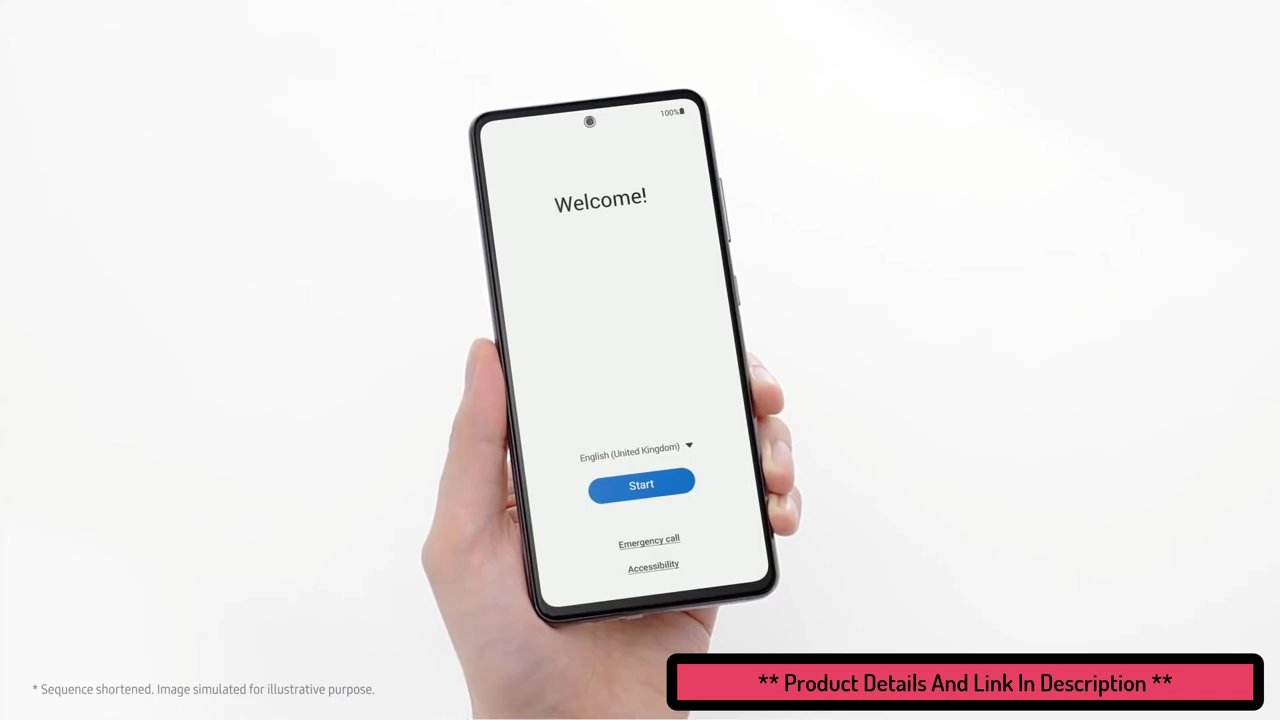 100%
Welcome!
English (United Kingdom)
Start
Emergency call
Accessibility
* Sequence shortened. Image simulated for illustrative purpose.
** Product Details And Link In Description **